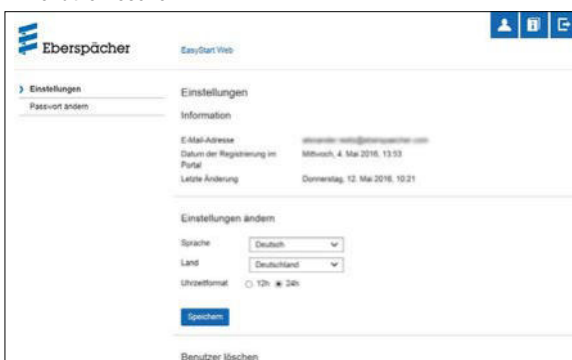 Eberspächer
EasyStart Web
Einstellungen
Passwort ändern
Einstellungen
Information
E-Mail-Adresse
Datum der Registrierung im Mittwoch, 4. Mai 2016, 13:53
Portal
Letzte Änderung Donnerstag, 12. Mai 2016, 10:21
Einstellungen ändern
Sprache Deutsch
Land Deutschland
Uhrzeitformat 12h 24h
Speichern
Benutzer löschen